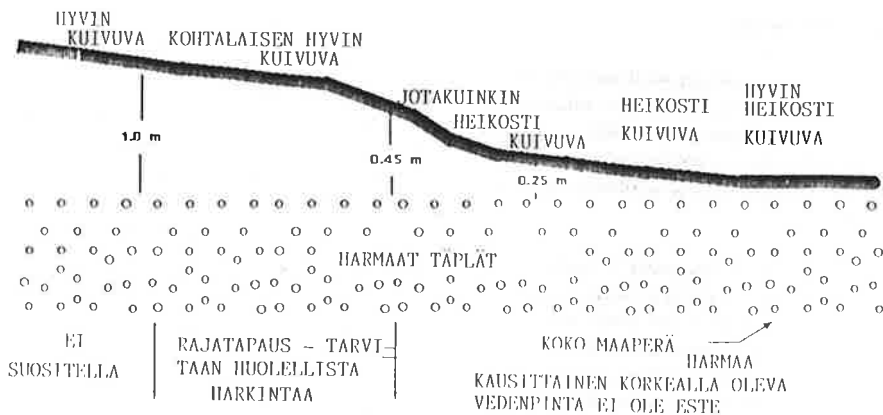 HYVIN
KUIVUVA
KOHTALAISEN HYVIN
KUIVUVA
JOTAKUINKIN
HEIKOSTI
KUIVUVA
HEIKOSTI
KUIVUVA
HYVIN
HEIKOSTI
KUIVUVA
1.0 m
0.45 m
0.25 m
HARMAAT TÄPLÄT
EI
SUOSITELLA
RAJATAPAUS - TARVI-
TAAN HUOLELLISTA
HARKINTAA
KOKO MAAPERÄ
HARMAA
KAUSITTAINEN KORKEALLA OLEVA
VEDENPINTA EI OLE ESTE